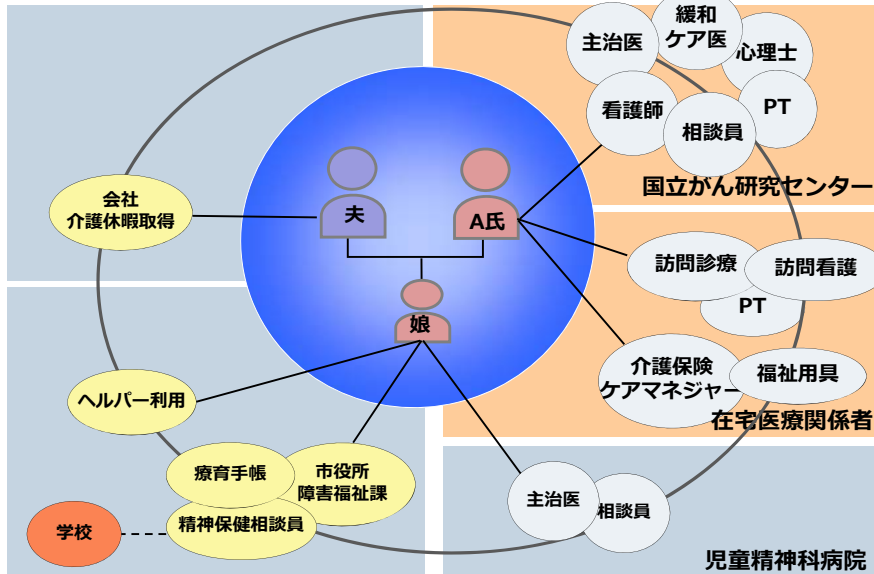 緩和
ケア医
主治医
心理士
看護師
PT
相談員
国立がん研究センター
会社
介護休暇取得
夫
A氏
訪問診療
訪問看護
PT
娘
介護保険
ケアマネジャー
福祉用具
ヘルパー利用
在宅医療関係者
療育手帳
市役所
障害福祉課
精神保健相談員
学校
主治医
相談員
児童精神科病院